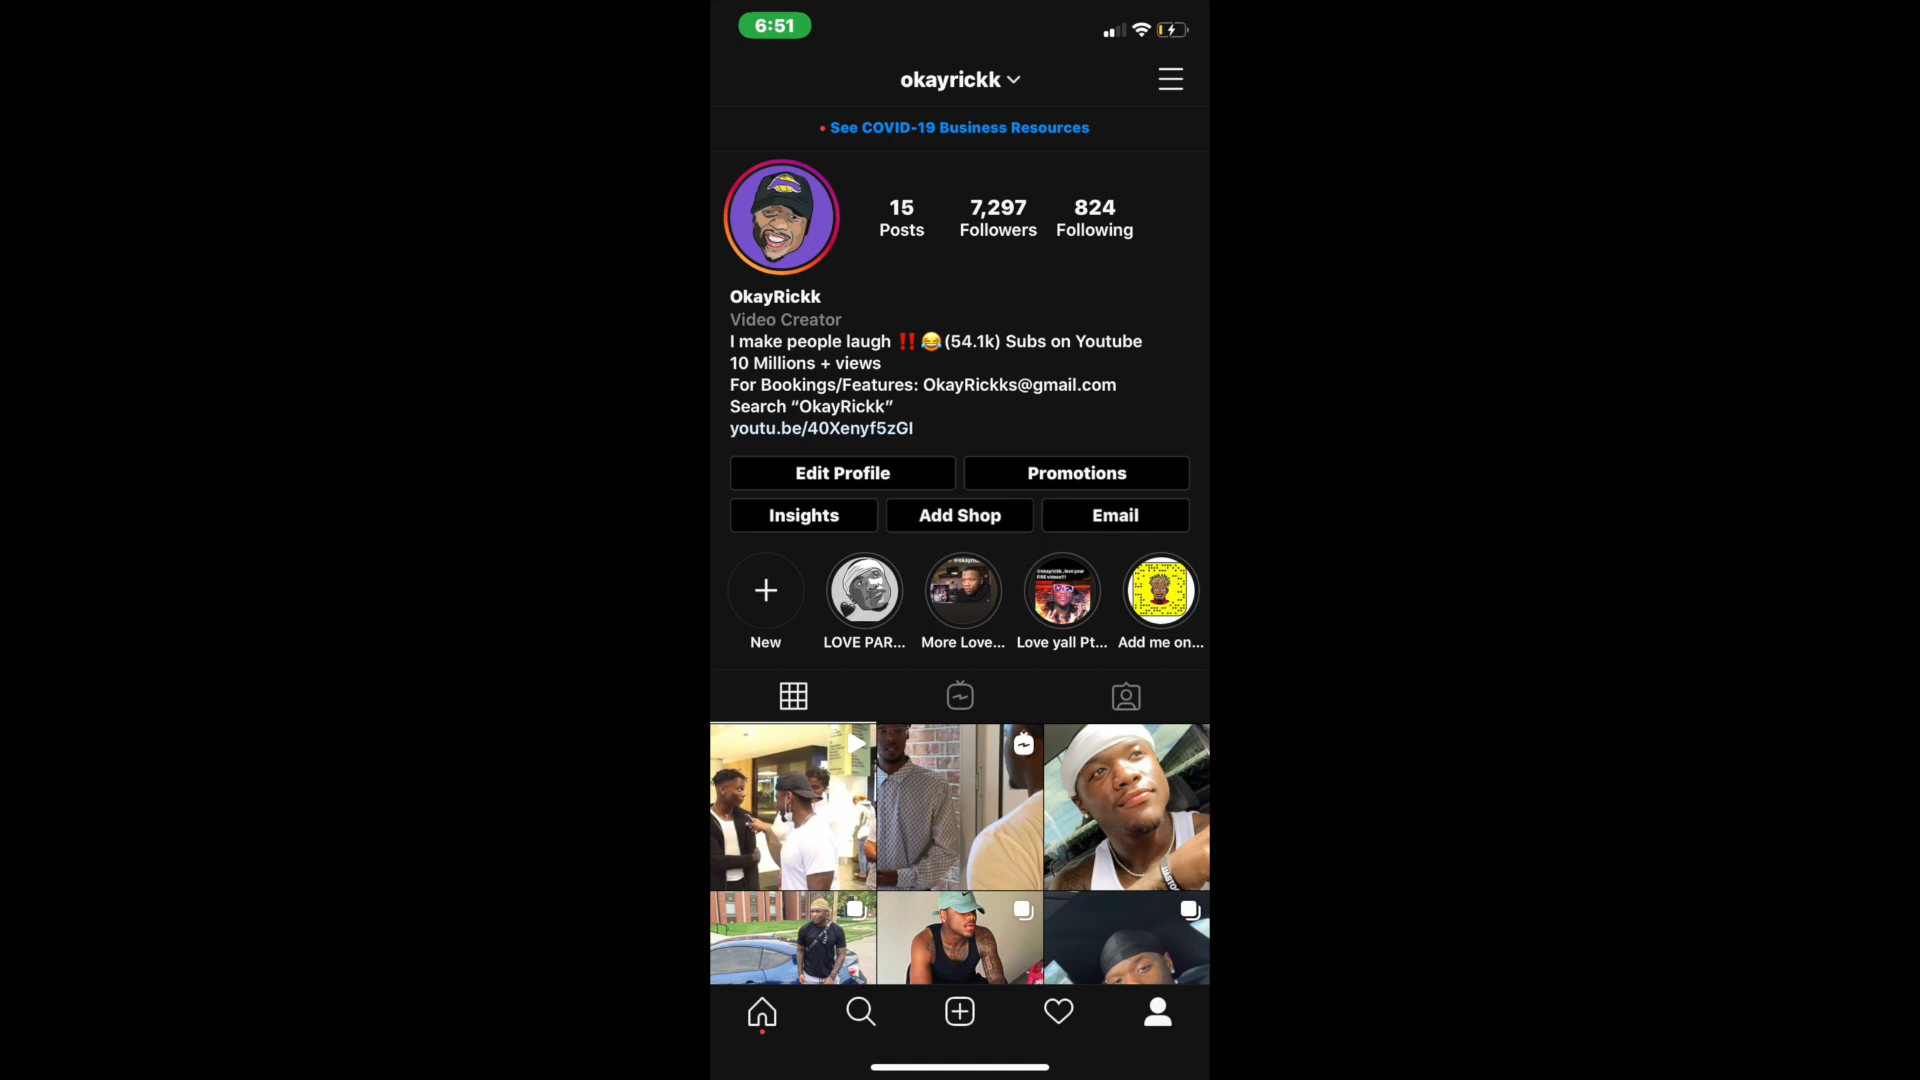 6:51
okayrickk
• See COVID-19 Business Resources
15
Posts
7,297
Followers
824
Following
OkayRickk
Video Creator
I make people laugh ‼️😂(54.1k) Subs on Youtube
10 Millions + views
For Bookings/Features: OkayRickks@gmail.com
Search “OkayRickk”
youtu.be/40Xenyf5zGI
Edit Profile
Promotions
Insights
Add Shop
Email
New
LOVE PAR...
More Love...
Love yall Pt...
Add me on...